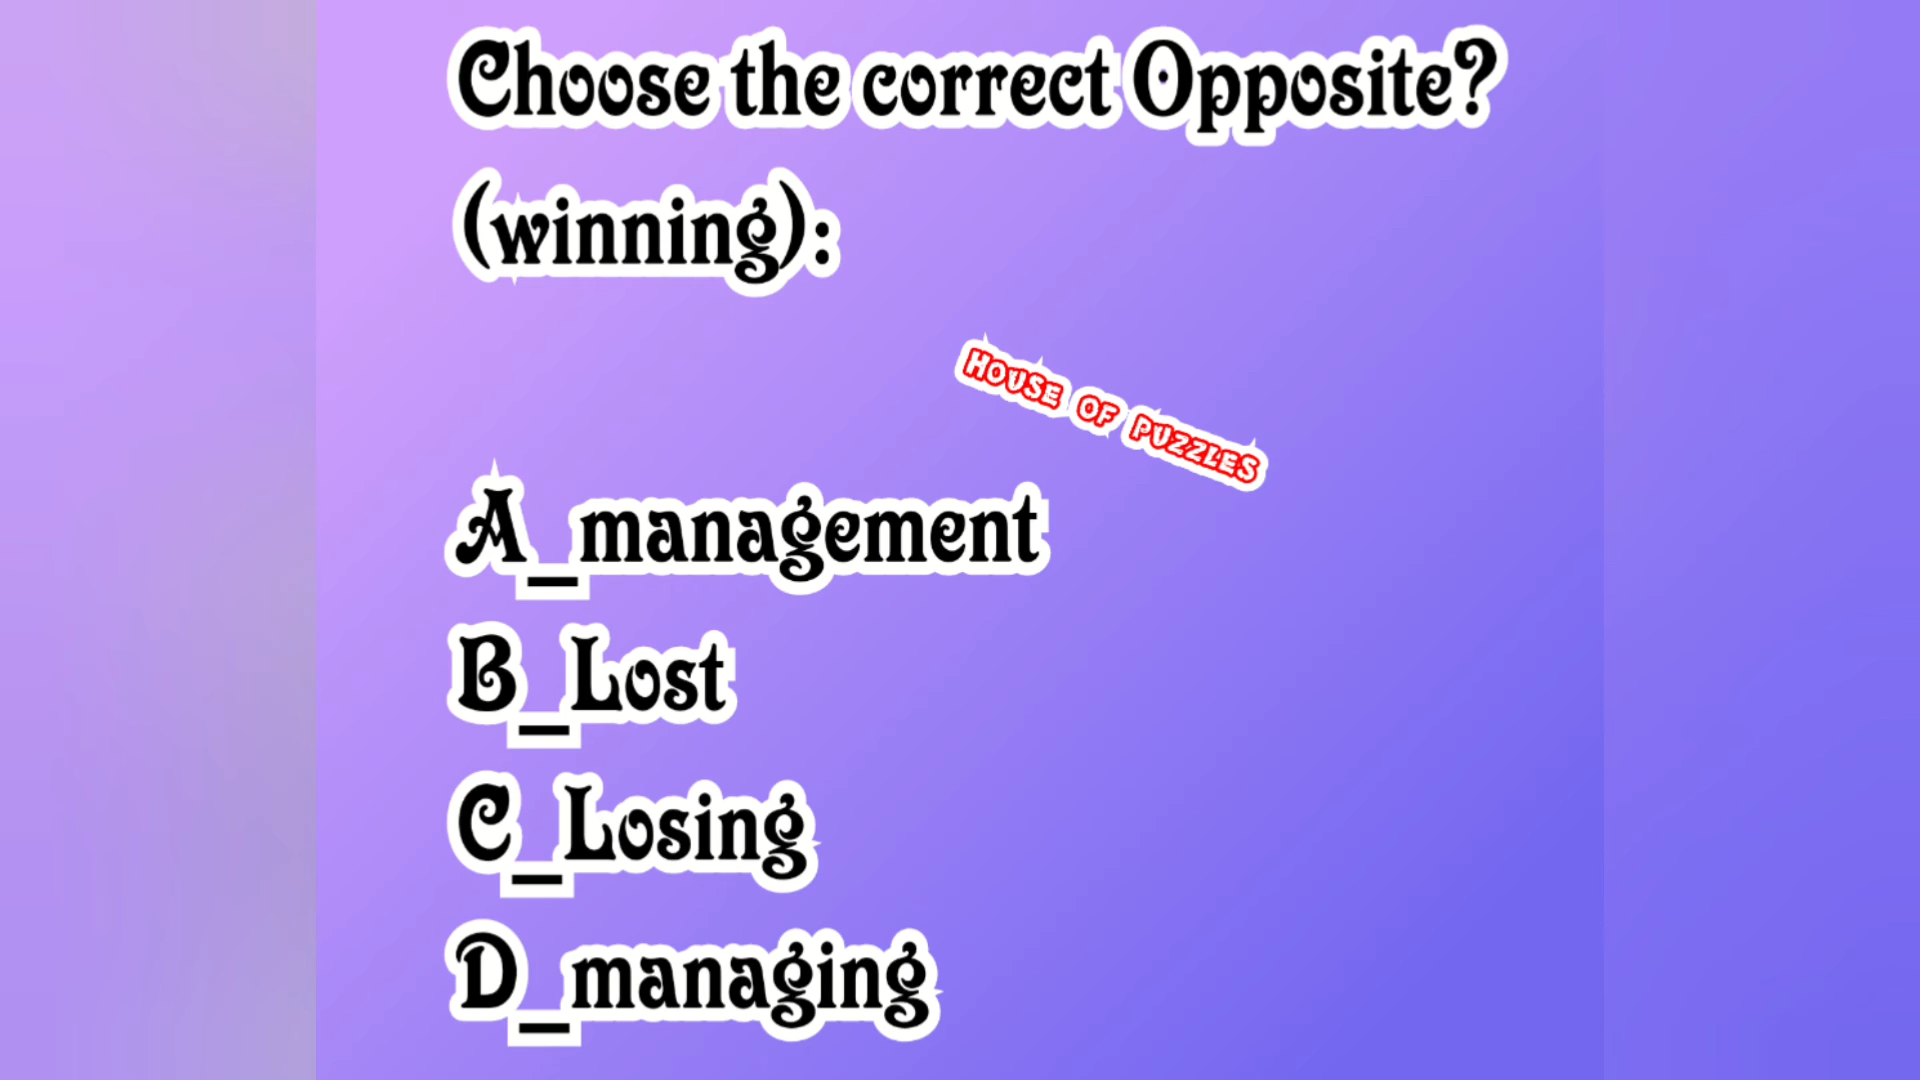 Choose the correct Opposite?
(winning):
HOUSE OF PUZZLES
A_management
B_Lost
C_Losing
D_managing